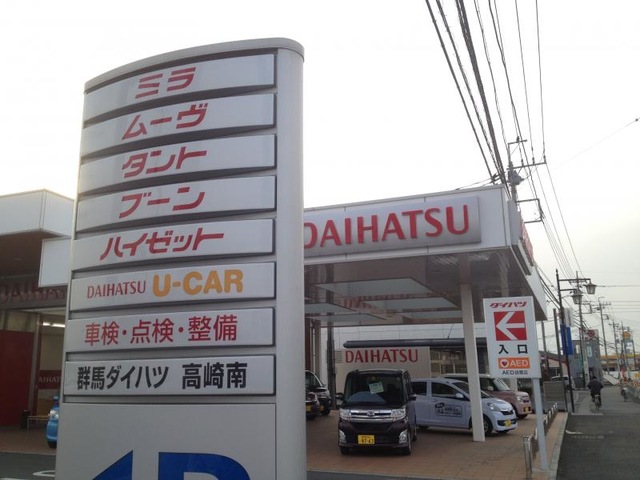 ミラ
ムーヴ
タント
ブーン
ハイゼット
DAIHATSU U-CAR
車検・点検・整備
群馬ダイハツ 高崎南
DAIHATSU
DAIHATSU
ダイハツ
入口
AED